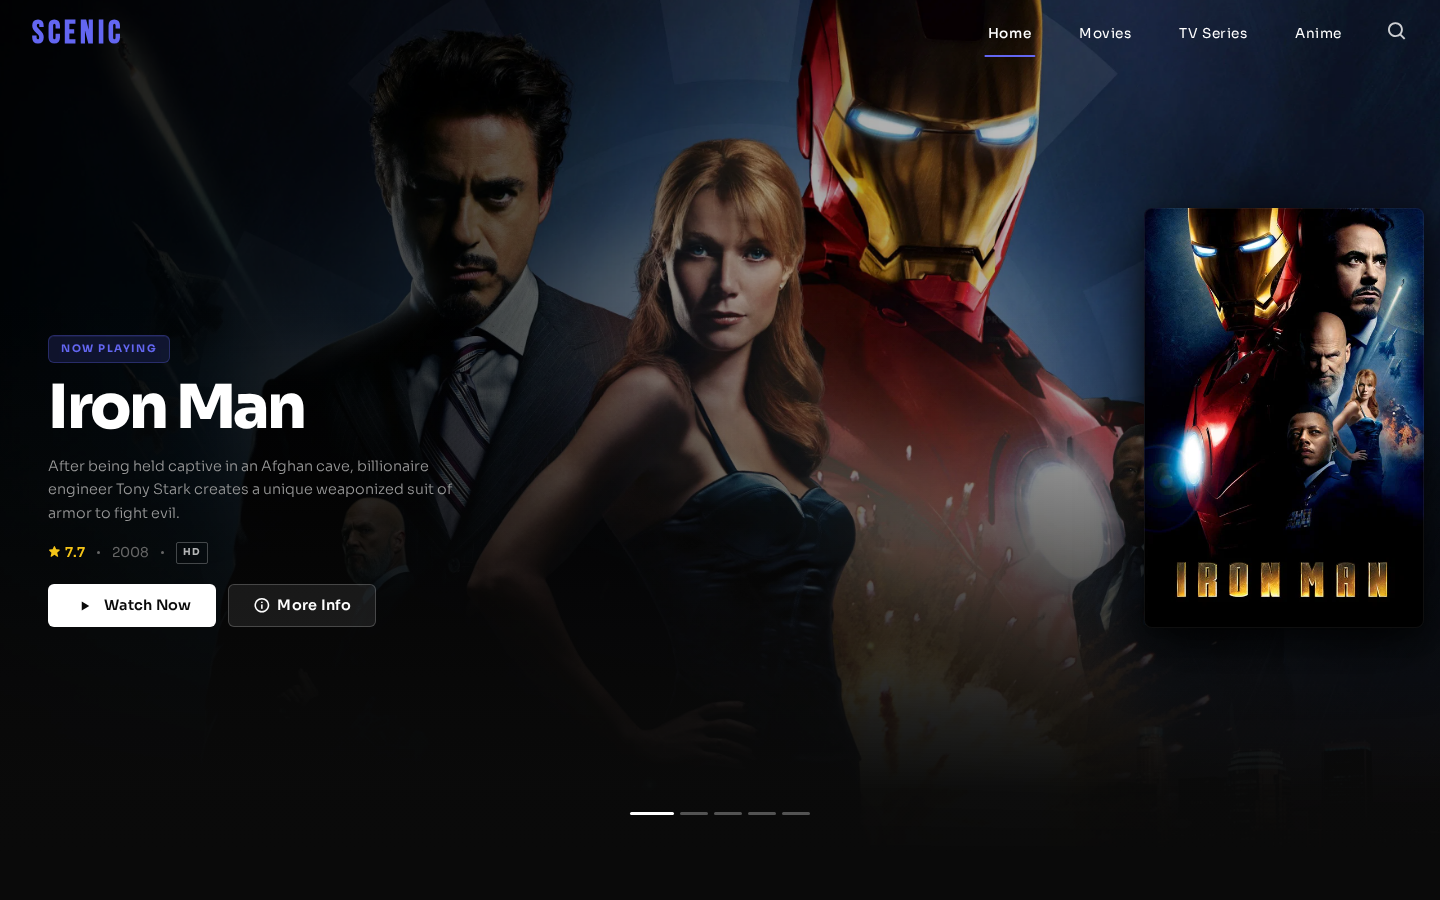 SCENIC
Home
Movies
TV Series
Anime
NOW PLAYING
Iron Man
After being held captive in an Afghan cave, billionaire
engineer Tony Stark creates a unique weaponized suit of
armor to fight evil.
7.7 • 2008 • HD
Watch Now
More Info
IRON MAN